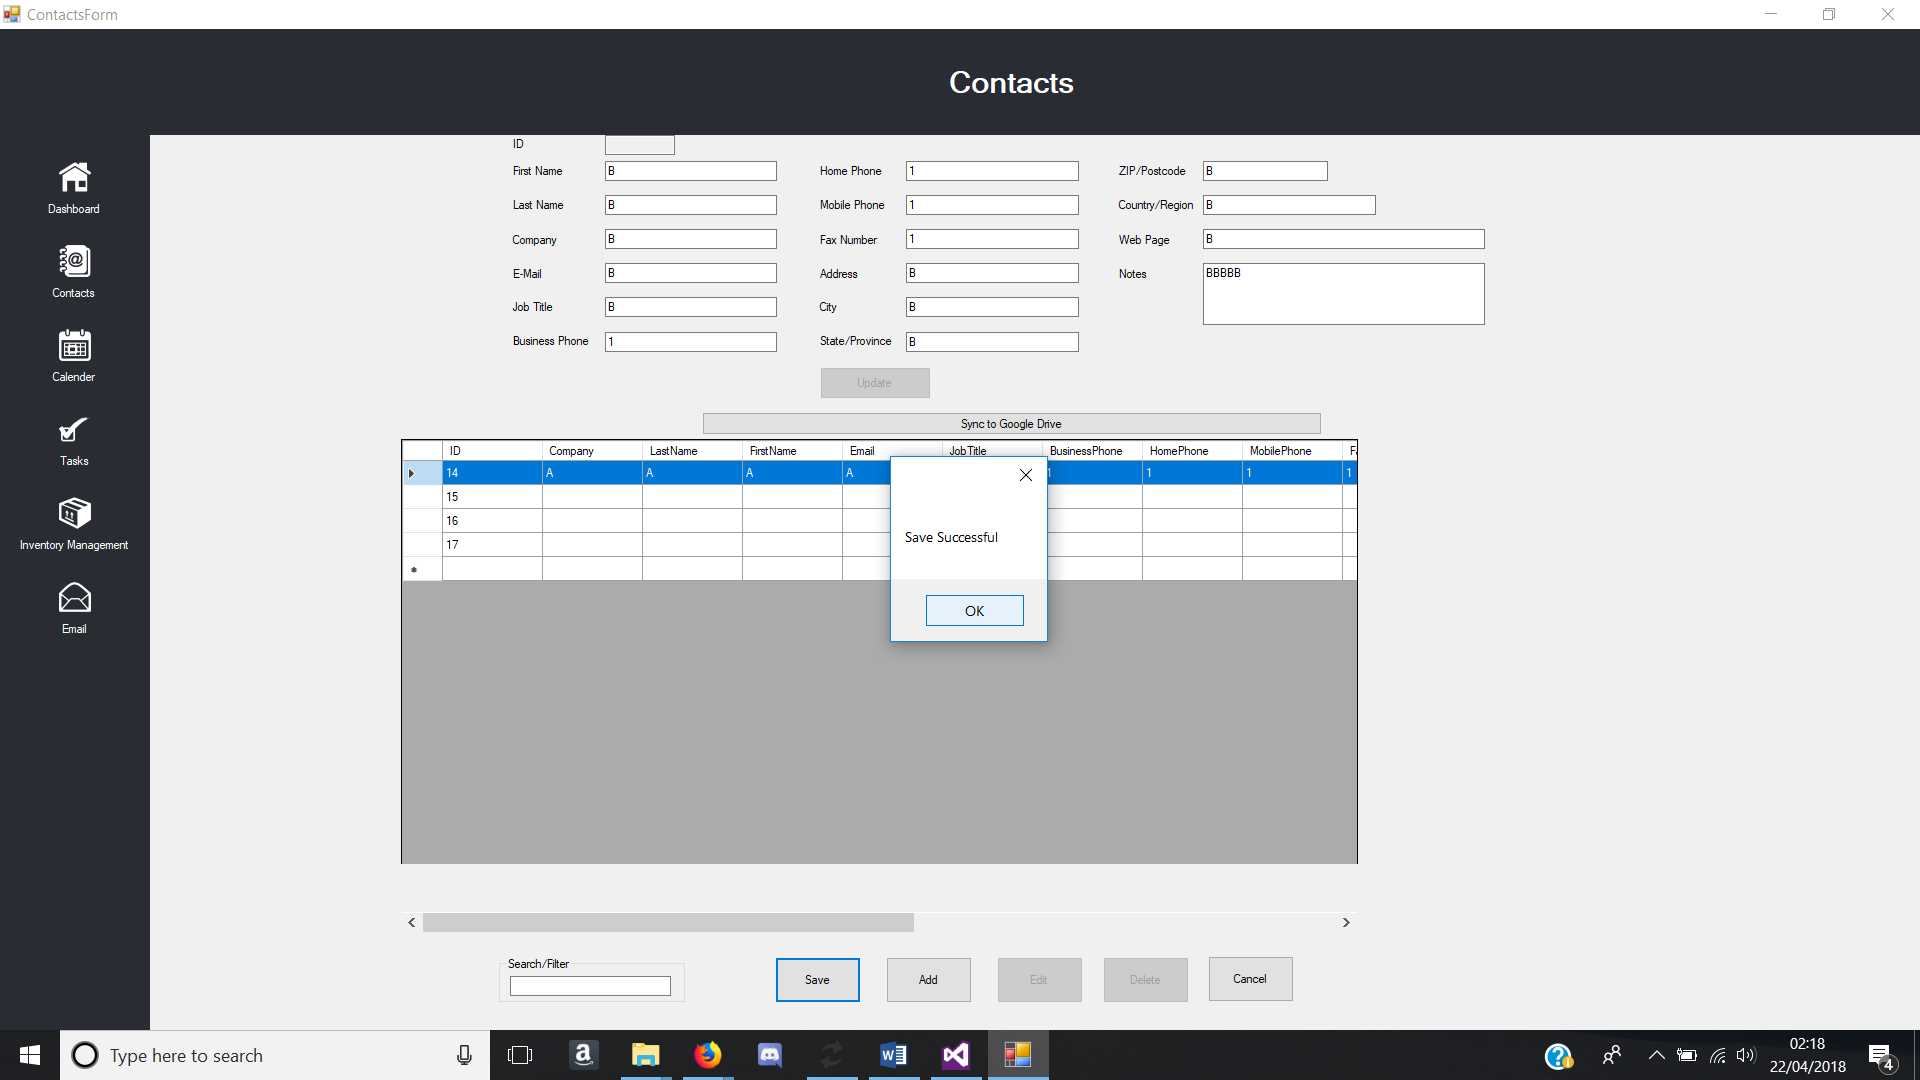 ContactsForm
Contacts
Dashboard
Contacts
Calender
Tasks
Inventory Management
Email
ID
First Name B Home Phone 1 ZIP/Postcode B
Last Name B Mobile Phone 1 Country/Region B
Company B Fax Number 1 Web Page B
E-Mail B Address B Notes BBBBB
Job Title B City B
Business Phone 1 State/Province B
Update
Sync to Google Drive
ID Company LastName FirstName Email JobTitle BusinessPhone HomePhone MobilePhone
14 A A A A 1 1 1 1
15
16
17
Save Successful
OK
Search/Filter
Save Add Edit Delete Cancel
Type here to search
02:18
22/04/2018
4